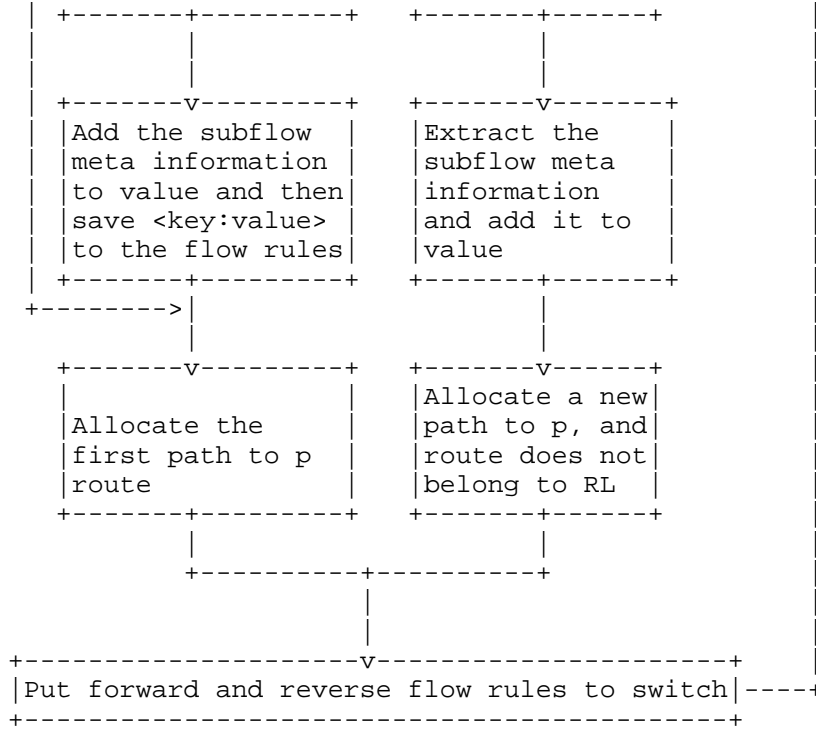 Add the subflow
meta information
to value and then
save <key:value>
to the flow rules
Extract the
subflow meta
information
and add it to
value
Allocate the
first path to p
route
Allocate a new
path to p, and
route does not
belong to RL
Put forward and reverse flow rules to switch